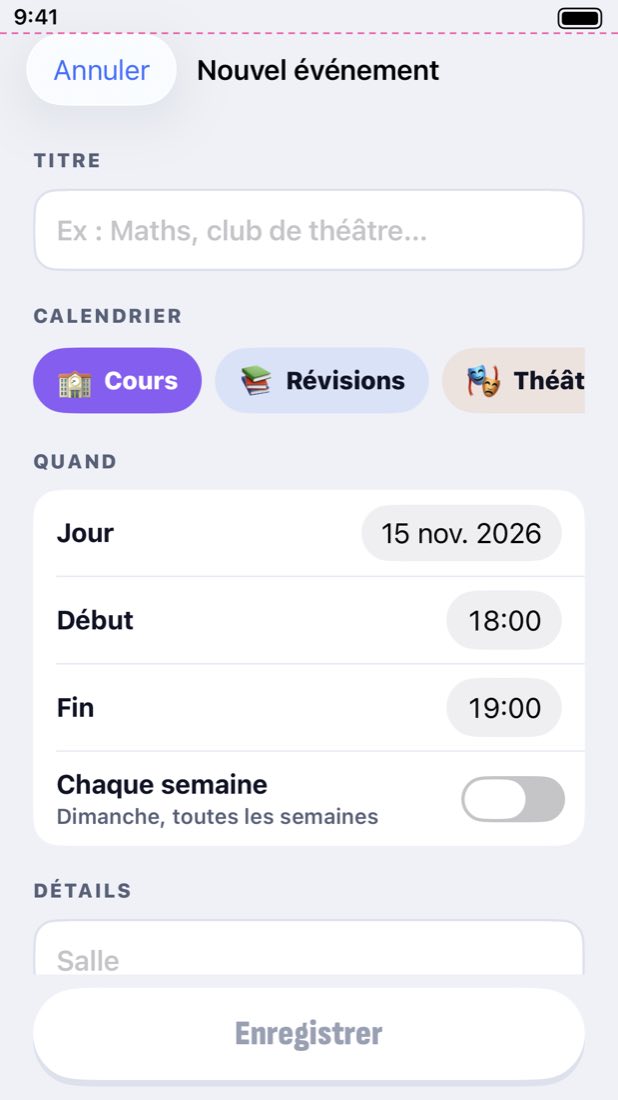 9:41
Annuler
Nouvel événement
TITRE
Ex : Maths, club de théâtre...
CALENDRIER
Cours
Révisions
Théât
QUAND
Jour
15 nov. 2026
Début
18:00
Fin
19:00
Chaque semaine
Dimanche, toutes les semaines
DÉTAILS
Salle
Enregistrer